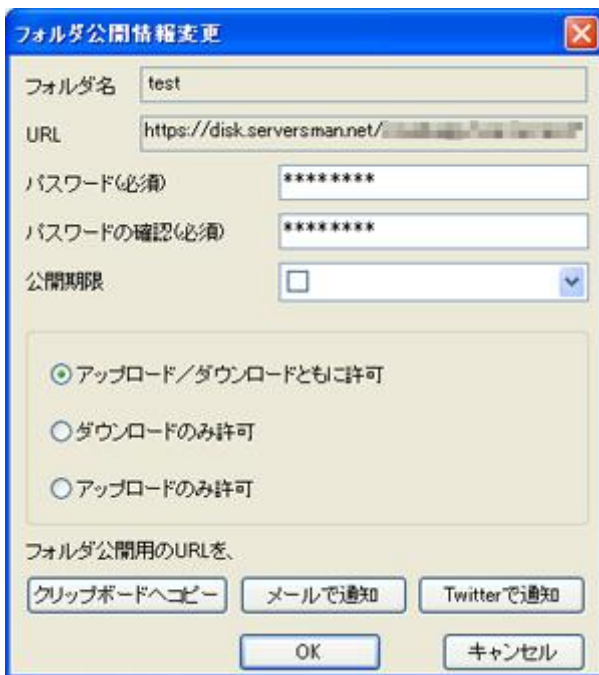 フォルダ公開情報変更
フォルダ名 test
URL https://disk.serversman.net/
パスワード(必須) ********
パスワードの確認(必須) ********
公開期限
アップロード/ダウンロードともに許可
ダウンロードのみ許可
アップロードのみ許可
フォルダ公開用のURLを、
クリップボードへコピー メールで通知 Twitterで通知
OK キャンセル